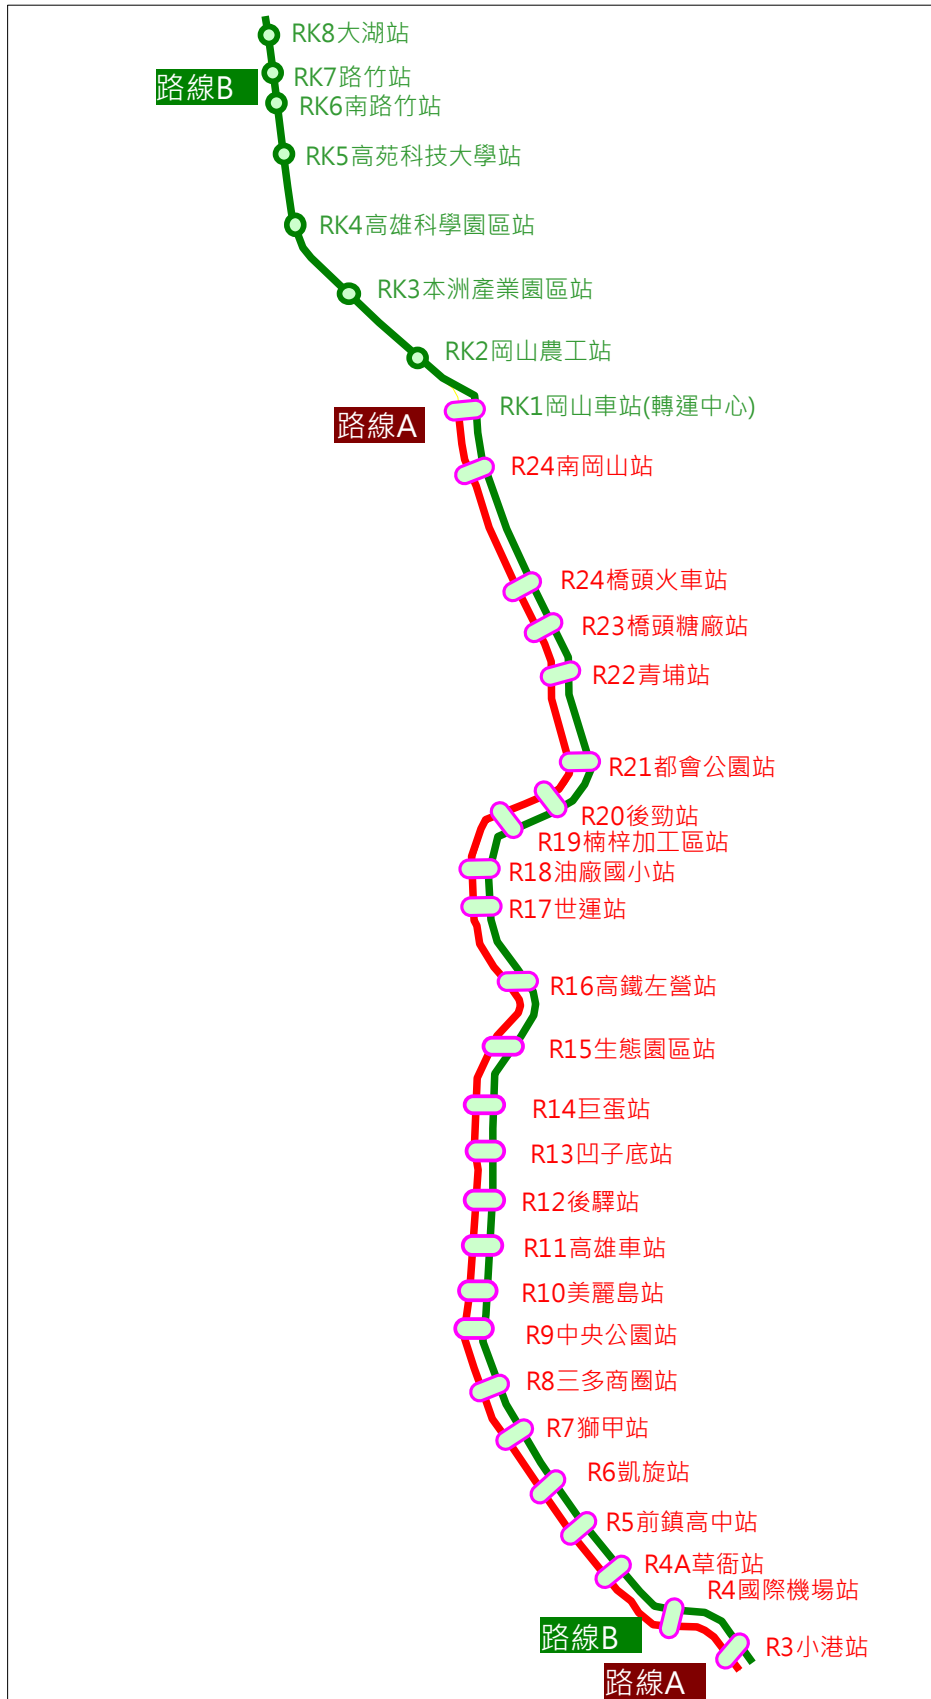 RK8大湖站
RK7路竹站
路線B
RK6南路竹站
RK5高苑科技大學站
RK4高雄科學園區站
RK3本洲產業園區站
RK2岡山農工站
RK1岡山車站(轉運中心)
路線A
R24南岡山站
R24橋頭火車站
R23橋頭糖廠站
R22青埔站
R21都會公園站
R20後勁站
R19楠梓加工區站
R18油廠國小站
R17世運站
R16高鐵左營站
R15生態園區站
R14巨蛋站
R13凹子底站
R12後驛站
R11高雄車站
R10美麗島站
R9中央公園站
R8三多商圈站
R7獅甲站
R6凱旋站
R5前鎮高中站
R4A草衙站
R4國際機場站
路線B
R3小港站
路線A